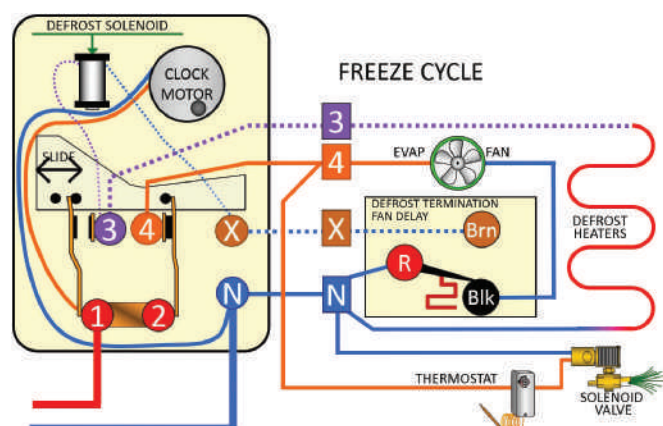 DEFROST SOLENOID
CLOCK
MOTOR
FREEZE CYCLE
3
SLIDE
4
EVAP FAN
DEFROST TERMINATION
FAN DELAY
3
4
X
X
Brn
DEFROST
HEATERS
R
N
N
Blk
1
2
THERMOSTAT
SOLENOID
VALVE